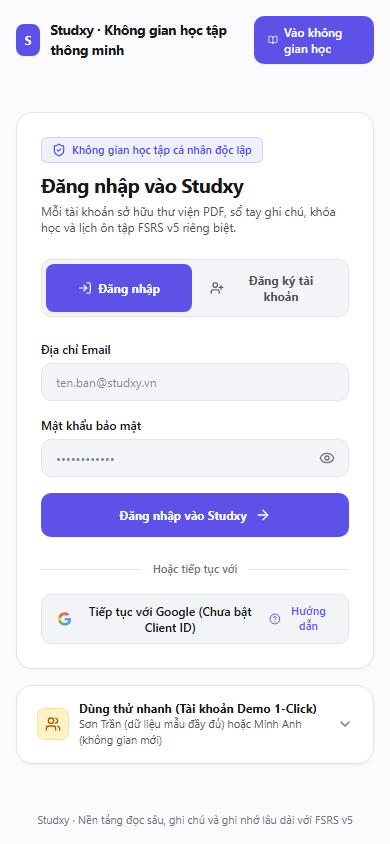 S
Studxy · Không gian học tập
thông minh
Vào không
gian học
Không gian học tập cá nhân độc lập
Đăng nhập vào Studxy
Mỗi tài khoản sở hữu thư viện PDF, sổ tay ghi chú, khóa
học và lịch ôn tập FSRS v5 riêng biệt.
Đăng nhập
Đăng ký tài
khoản
Địa chỉ Email
ten.ban@studxy.vn
Mật khẩu bảo mật
••••••••••••
Đăng nhập vào Studxy
Hoặc tiếp tục với
Tiếp tục với Google (Chưa bật
Client ID)
Hướng
dẫn
Dùng thử nhanh (Tài khoản Demo 1-Click)
Sơn Trần (dữ liệu mẫu đầy đủ) hoặc Minh Anh
(không gian mới)
Studxy · Nền tảng đọc sâu, ghi chú và ghi nhớ lâu dài với FSRS v5